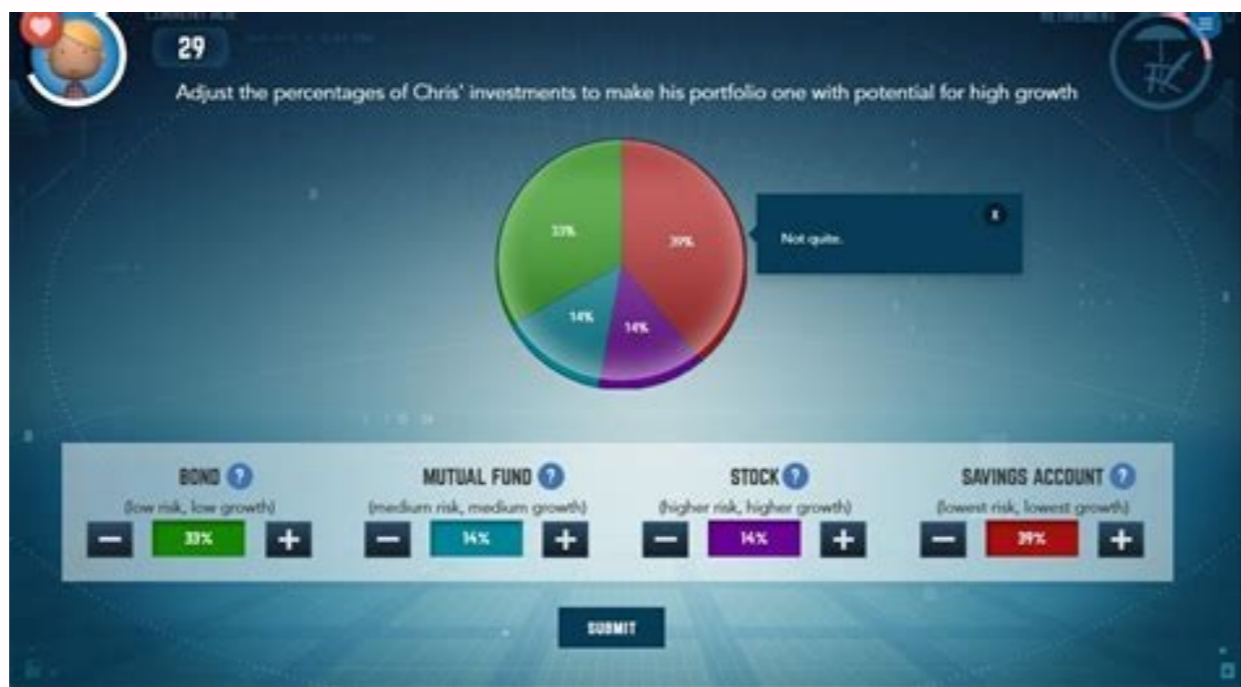 29
Adjust the percentages of Chris' investments to make his portfolio one with potential for high growth
33%
39%
14%
14%
Not quite.
X
BOND ?
(low risk, low growth)
33%
MUTUAL FUND ?
(medium risk, medium growth)
14%
STOCK ?
(higher risk, higher growth)
14%
SAVINGS ACCOUNT ?
(lowest risk, lowest growth)
39%
SUBMIT